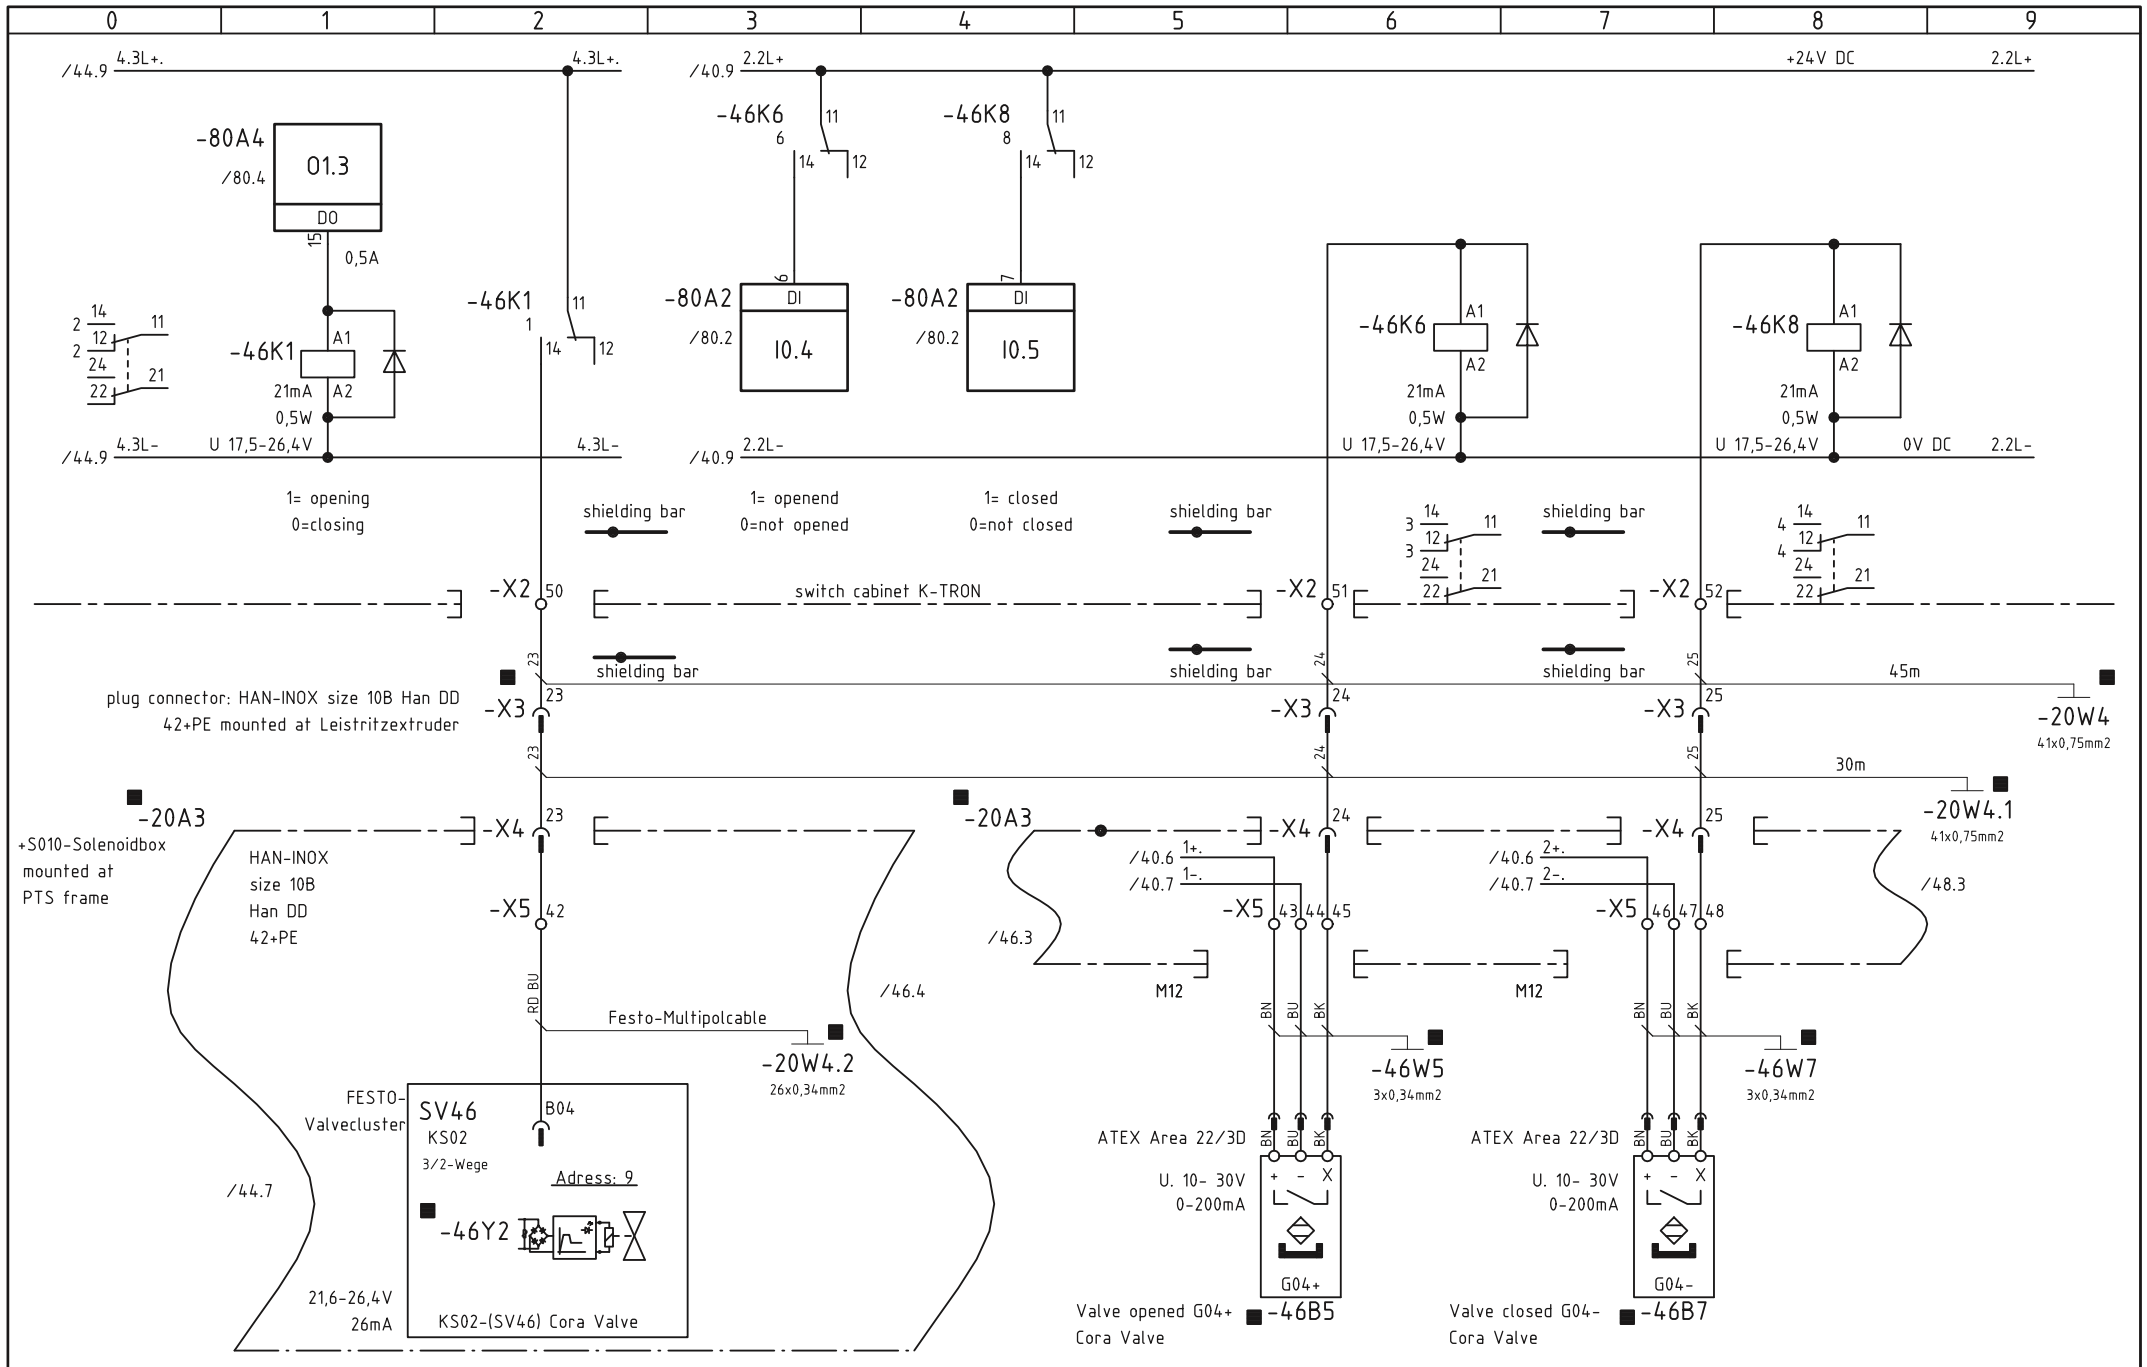 0 1 2 3 4 5 6 7 8 9
/44.9 4.3L+. 4.3L+.
/40.9 2.2L+ +24V DC 2.2L+
-80A4
/80.4
O1.3
DO
15
0,5A
14
2
12
11
2
24
22
21
-46K1
A1
A2
21mA
0,5W
U 17,5-26,4V
/44.9 4.3L- 4.3L-
1= opening
0=closing
-46K1
1
11
14
12
-46K6
6
11
14
12
6
-80A2
/80.2
DI
I0.4
-46K8
8
11
14
12
7
-80A2
/80.2
DI
I0.5
-46K6
A1
A2
21mA
0,5W
U 17,5-26,4V
-46K8
A1
A2
21mA
0,5W
U 17,5-26,4V
/40.9 2.2L- 0V DC 2.2L-
1= openend
0=not opened
1= closed
0=not closed
shielding bar
shielding bar
shielding bar
14
3
12
11
3
24
22
21
14
4
12
11
4
24
22
21
-X2 50
switch cabinet K-TRON
-X2 51
-X2 52
23
24
25
shielding bar
shielding bar
shielding bar
45m
-20W4
41x0,75mm2
plug connector: HAN-INOX size 10B Han DD
42+PE mounted at Leistritzextruder
-X3 23
-X3 24
-X3 25
23
24
25
30m
-20W4.1
41x0,75mm2
-20A3
+S010-Solenoidbox
mounted at
PTS frame
-X4 23
-20A3
-X4 24
-X4 25
HAN-INOX
size 10B
Han DD
42+PE
/40.6 1+.
/40.7 1-.
/40.6 2+.
/40.7 2-.
/48.3
-X5 42
-X5 43 44 45
-X5 46 47 48
/46.3
/46.4
M12
M12
RD BU
Festo-Multipolcable
-20W4.2
26x0,34mm2
BN BU BK
-46W5
3x0,34mm2
BN BU BK
-46W7
3x0,34mm2
FESTO-
Valvecluster
SV46
KS02
3/2-Wege
B04
Adress: 9
-46Y2
/44.7
21,6-26,4V
26mA
KS02-(SV46) Cora Valve
ATEX Area 22/3D
BN BU BK
U. 10- 30V
0-200mA
+ - X
G04+
Valve opened G04+
Cora Valve
-46B5
ATEX Area 22/3D
BN BU BK
U. 10- 30V
0-200mA
+ - X
G04-
Valve closed G04-
Cora Valve
-46B7